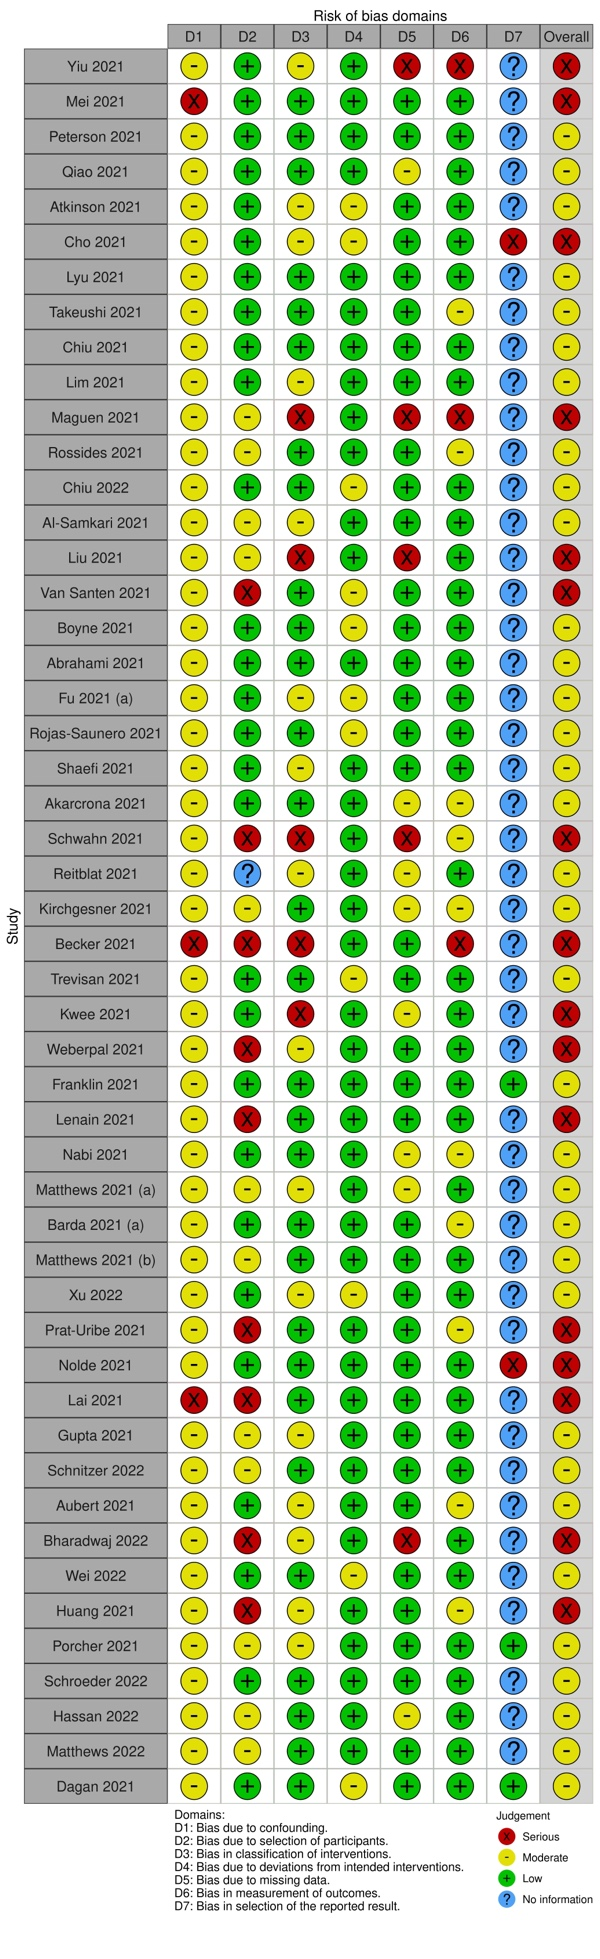 Risk of bias domains
D1 D2 D3 D4 D5 D6 D7 Overall
Yiu 2021 - + - + X X ? X
Mei 2021 X + + + + + ? X
Peterson 2021 - + + + + + ? -
Qiao 2021 - + + + - + ? -
Atkinson 2021 - + - - + + ? -
Cho 2021 - + - - + + X X
Lyu 2021 - + + + + + ? -
Takeushi 2021 - + + + + - ? -
Chiu 2021 - + + + + + ? -
Lim 2021 - + - + + + ? -
Maguen 2021 - - X + X X ? X
Rossides 2021 - - + + + - ? -
Chiu 2022 - + + - + + ? -
Al-Samkari 2021 - - - + + + ? -
Liu 2021 - - X + X + ? X
Van Santen 2021 - X + - + + ? X
Boyne 2021 - + + - + + ? -
Abrahami 2021 - + + + + + ? -
Fu 2021 (a) - + - - + + ? -
Rojas-Saunero 2021 - + + - + + ? -
Shaefi 2021 - + - + + + ? -
Akarcrona 2021 - + + + - - ? -
Schwahn 2021 - X X + X - ? X
Reitblat 2021 - ? - + - + ? -
Kirchgesner 2021 - - + + - - ? -
Becker 2021 X X X + + X ? X
Trevisan 2021 - + + - + + ? -
Kwee 2021 - + X + - + ? X
Weberpal 2021 - X - + + + ? X
Franklin 2021 - + + + + + + -
Lenain 2021 - X + + + + ? X
Nabi 2021 - + + + - - ? -
Matthews 2021 (a) - - - + - + ? -
Barda 2021 (a) - + + + + - ? -
Matthews 2021 (b) - - + + + + ? -
Xu 2022 - + - - + + ? -
Prat-Uribe 2021 - X + + + - ? X
Nolde 2021 - + + + + + X X
Lai 2021 X X + + + + ? X
Gupta 2021 - - - + + + ? -
Schnitzer 2022 - - + + + + ? -
Aubert 2021 - + - + + - ? -
Bharadwaj 2022 - X - + X + ? X
Wei 2022 - + + - + + ? -
Huang 2021 - X - + + - ? X
Porcher 2021 - - - + + + + -
Schroeder 2022 - + + + + + ? -
Hassan 2022 - - + + - + ? -
Matthews 2022 - - + + + + ? -
Dagan 2021 - + + - + + + -
Study
Domains:
D1: Bias due to confounding.
D2: Bias due to selection of participants.
D3: Bias in classification of interventions.
D4: Bias due to deviations from intended interventions.
D5: Bias due to missing data.
D6: Bias in measurement of outcomes.
D7: Bias in selection of the reported result.
Judgement
X Serious
- Moderate
+ Low
? No information